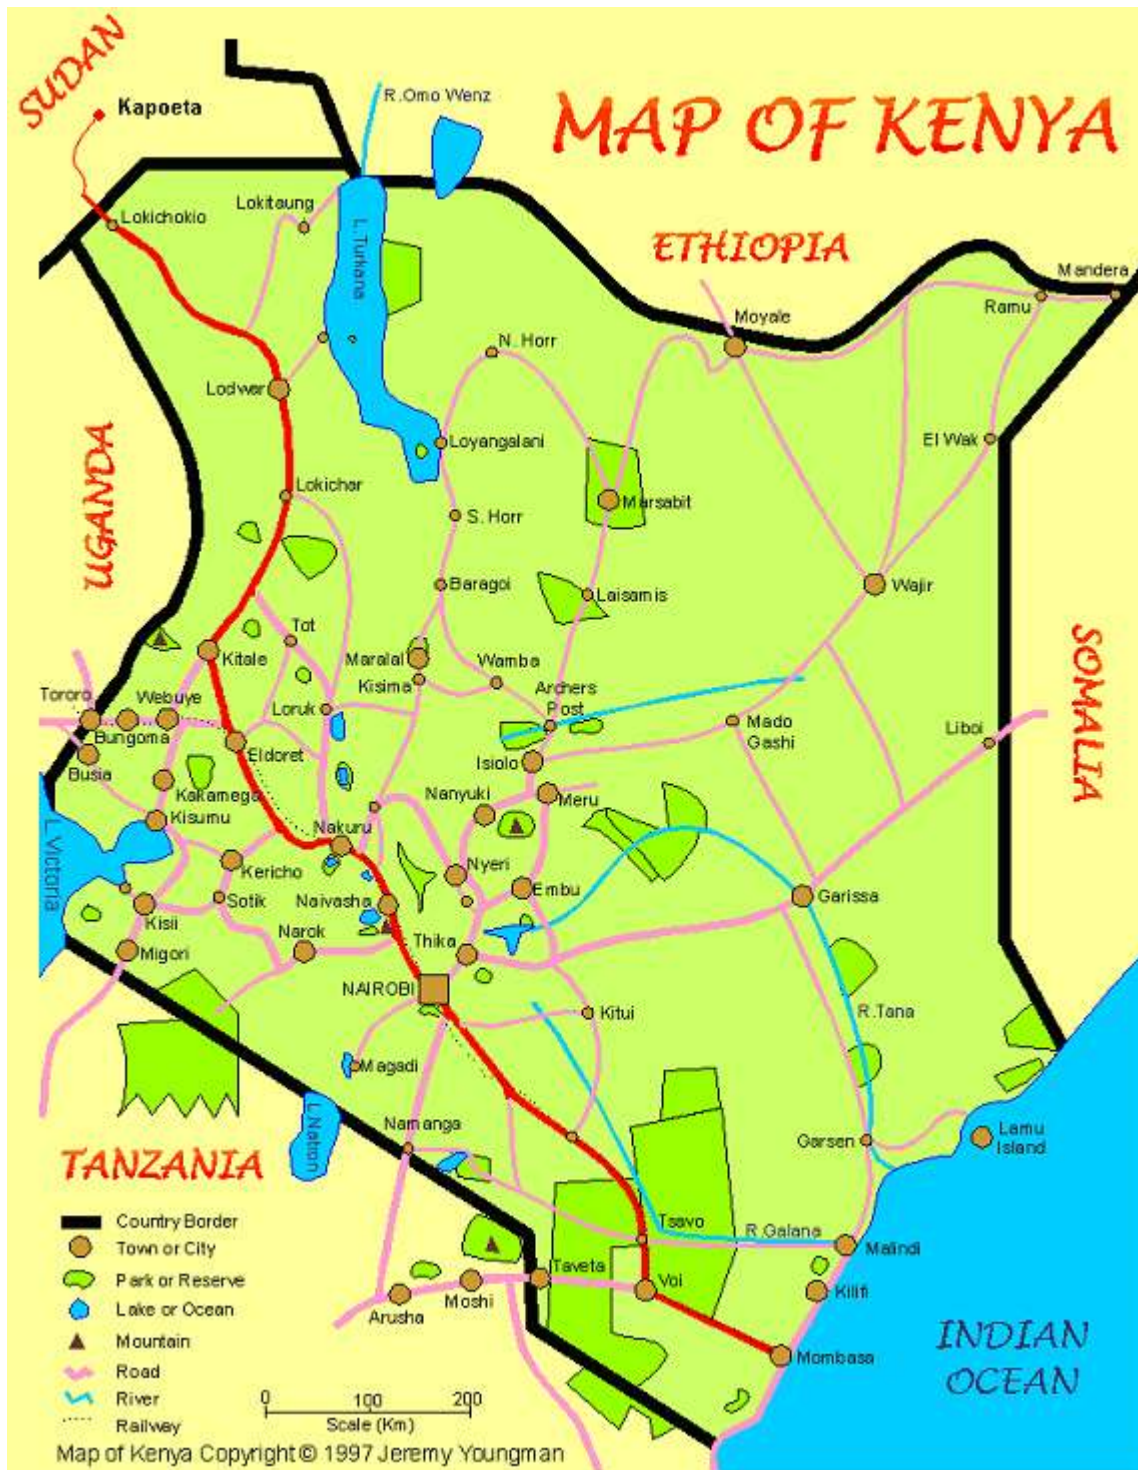 SUDAN
Kapoeta
R.Omo Wenz
MAP OF KENYA
Lokitaung
Lokichokio
L.Turkana
ETHIOPIA
Mandera
Ramu
Moyale
N. Horr
Lodwar
Loyangalani
El Wak
UGANDA
Lokichar
Marsabit
S. Horr
Baragoi
Laisamis
Wajir
Tot
Kitale
Maralal
Wamba
Kisima
Archers
Post
SOMALIA
Tororo
Webuye
Loruk
Mado
Gashi
Liboi
Bungoma
Busia
Eldoret
Isiolo
Kakamega
Nanyuki
Meru
Kisumu
Nakuru
L.Victoria
Kericho
Nyeri
Embu
Garissa
Sotik
Naivasha
Kisii
Narok
Thika
Migori
NAIROBI
Kitui
R.Tana
Magadi
L.Natron
Namanga
Garsen
Lamu
Island
TANZANIA
Tsavo
R.Galana
Malindi
Taveta
Voi
Kilifi
Moshi
Arusha
Mombasa
INDIAN
OCEAN
Country Border
Town or City
Park or Reserve
Lake or Ocean
Mountain
Road
River
Railway
0 100 200
Scale (Km)
Map of Kenya Copyright © 1997 Jeremy Youngman